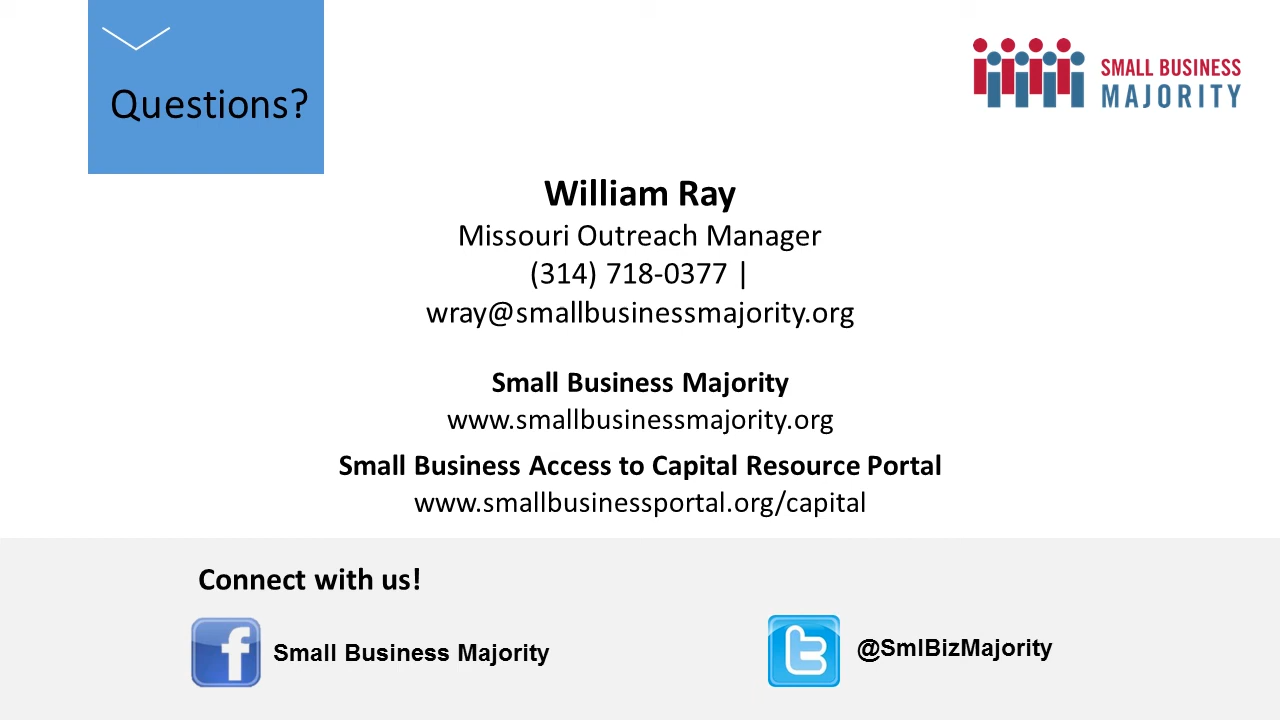 Questions?
SMALL BUSINESS
MAJORITY
William Ray
Missouri Outreach Manager
(314) 718-0377 |
wray@smallbusinessmajority.org
Small Business Majority
www.smallbusinessmajority.org
Small Business Access to Capital Resource Portal
www.smallbusinessportal.org/capital
Connect with us!
Small Business Majority
@SmlBizMajority